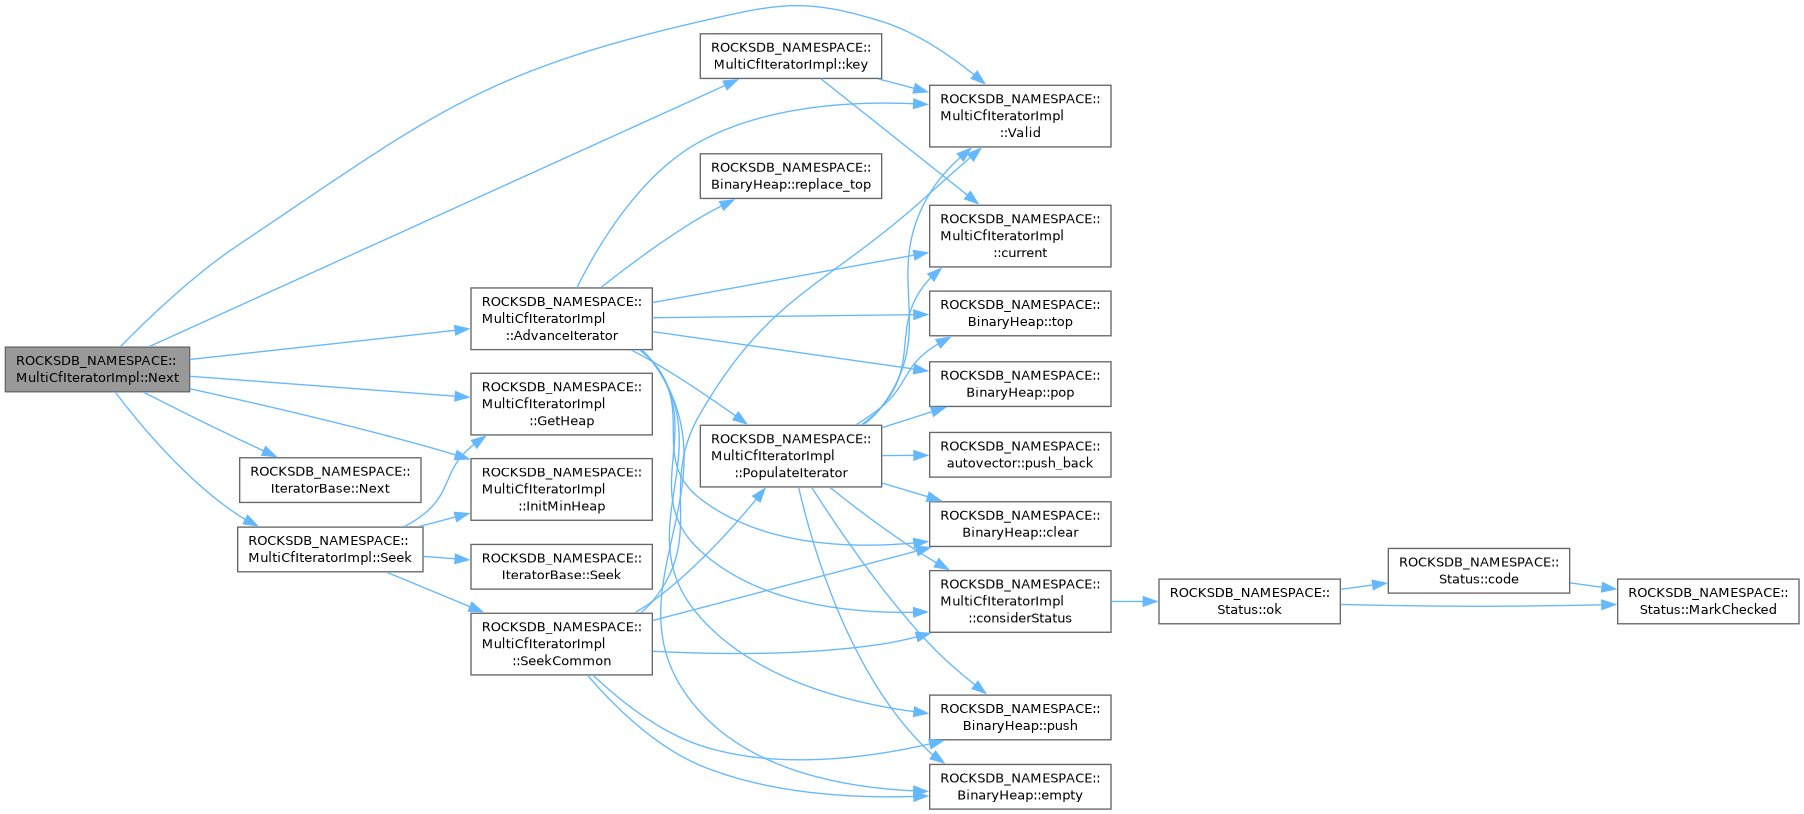 ROCKSDB_NAMESPACE::
MultiCfIteratorImpl::Next
ROCKSDB_NAMESPACE::
IteratorBase::Next
ROCKSDB_NAMESPACE::
MultiCfIteratorImpl::Seek
ROCKSDB_NAMESPACE::
MultiCfIteratorImpl
::AdvanceIterator
ROCKSDB_NAMESPACE::
MultiCfIteratorImpl
::GetHeap
ROCKSDB_NAMESPACE::
MultiCfIteratorImpl
::InitMinHeap
ROCKSDB_NAMESPACE::
IteratorBase::Seek
ROCKSDB_NAMESPACE::
MultiCfIteratorImpl
::SeekCommon
ROCKSDB_NAMESPACE::
MultiCfIteratorImpl::key
ROCKSDB_NAMESPACE::
BinaryHeap::replace_top
ROCKSDB_NAMESPACE::
MultiCfIteratorImpl
::PopulateIterator
ROCKSDB_NAMESPACE::
MultiCfIteratorImpl
::Valid
ROCKSDB_NAMESPACE::
MultiCfIteratorImpl
::current
ROCKSDB_NAMESPACE::
BinaryHeap::top
ROCKSDB_NAMESPACE::
BinaryHeap::pop
ROCKSDB_NAMESPACE::
autovector::push_back
ROCKSDB_NAMESPACE::
BinaryHeap::clear
ROCKSDB_NAMESPACE::
MultiCfIteratorImpl
::considerStatus
ROCKSDB_NAMESPACE::
BinaryHeap::push
ROCKSDB_NAMESPACE::
BinaryHeap::empty
ROCKSDB_NAMESPACE::
Status::ok
ROCKSDB_NAMESPACE::
Status::code
ROCKSDB_NAMESPACE::
Status::MarkChecked